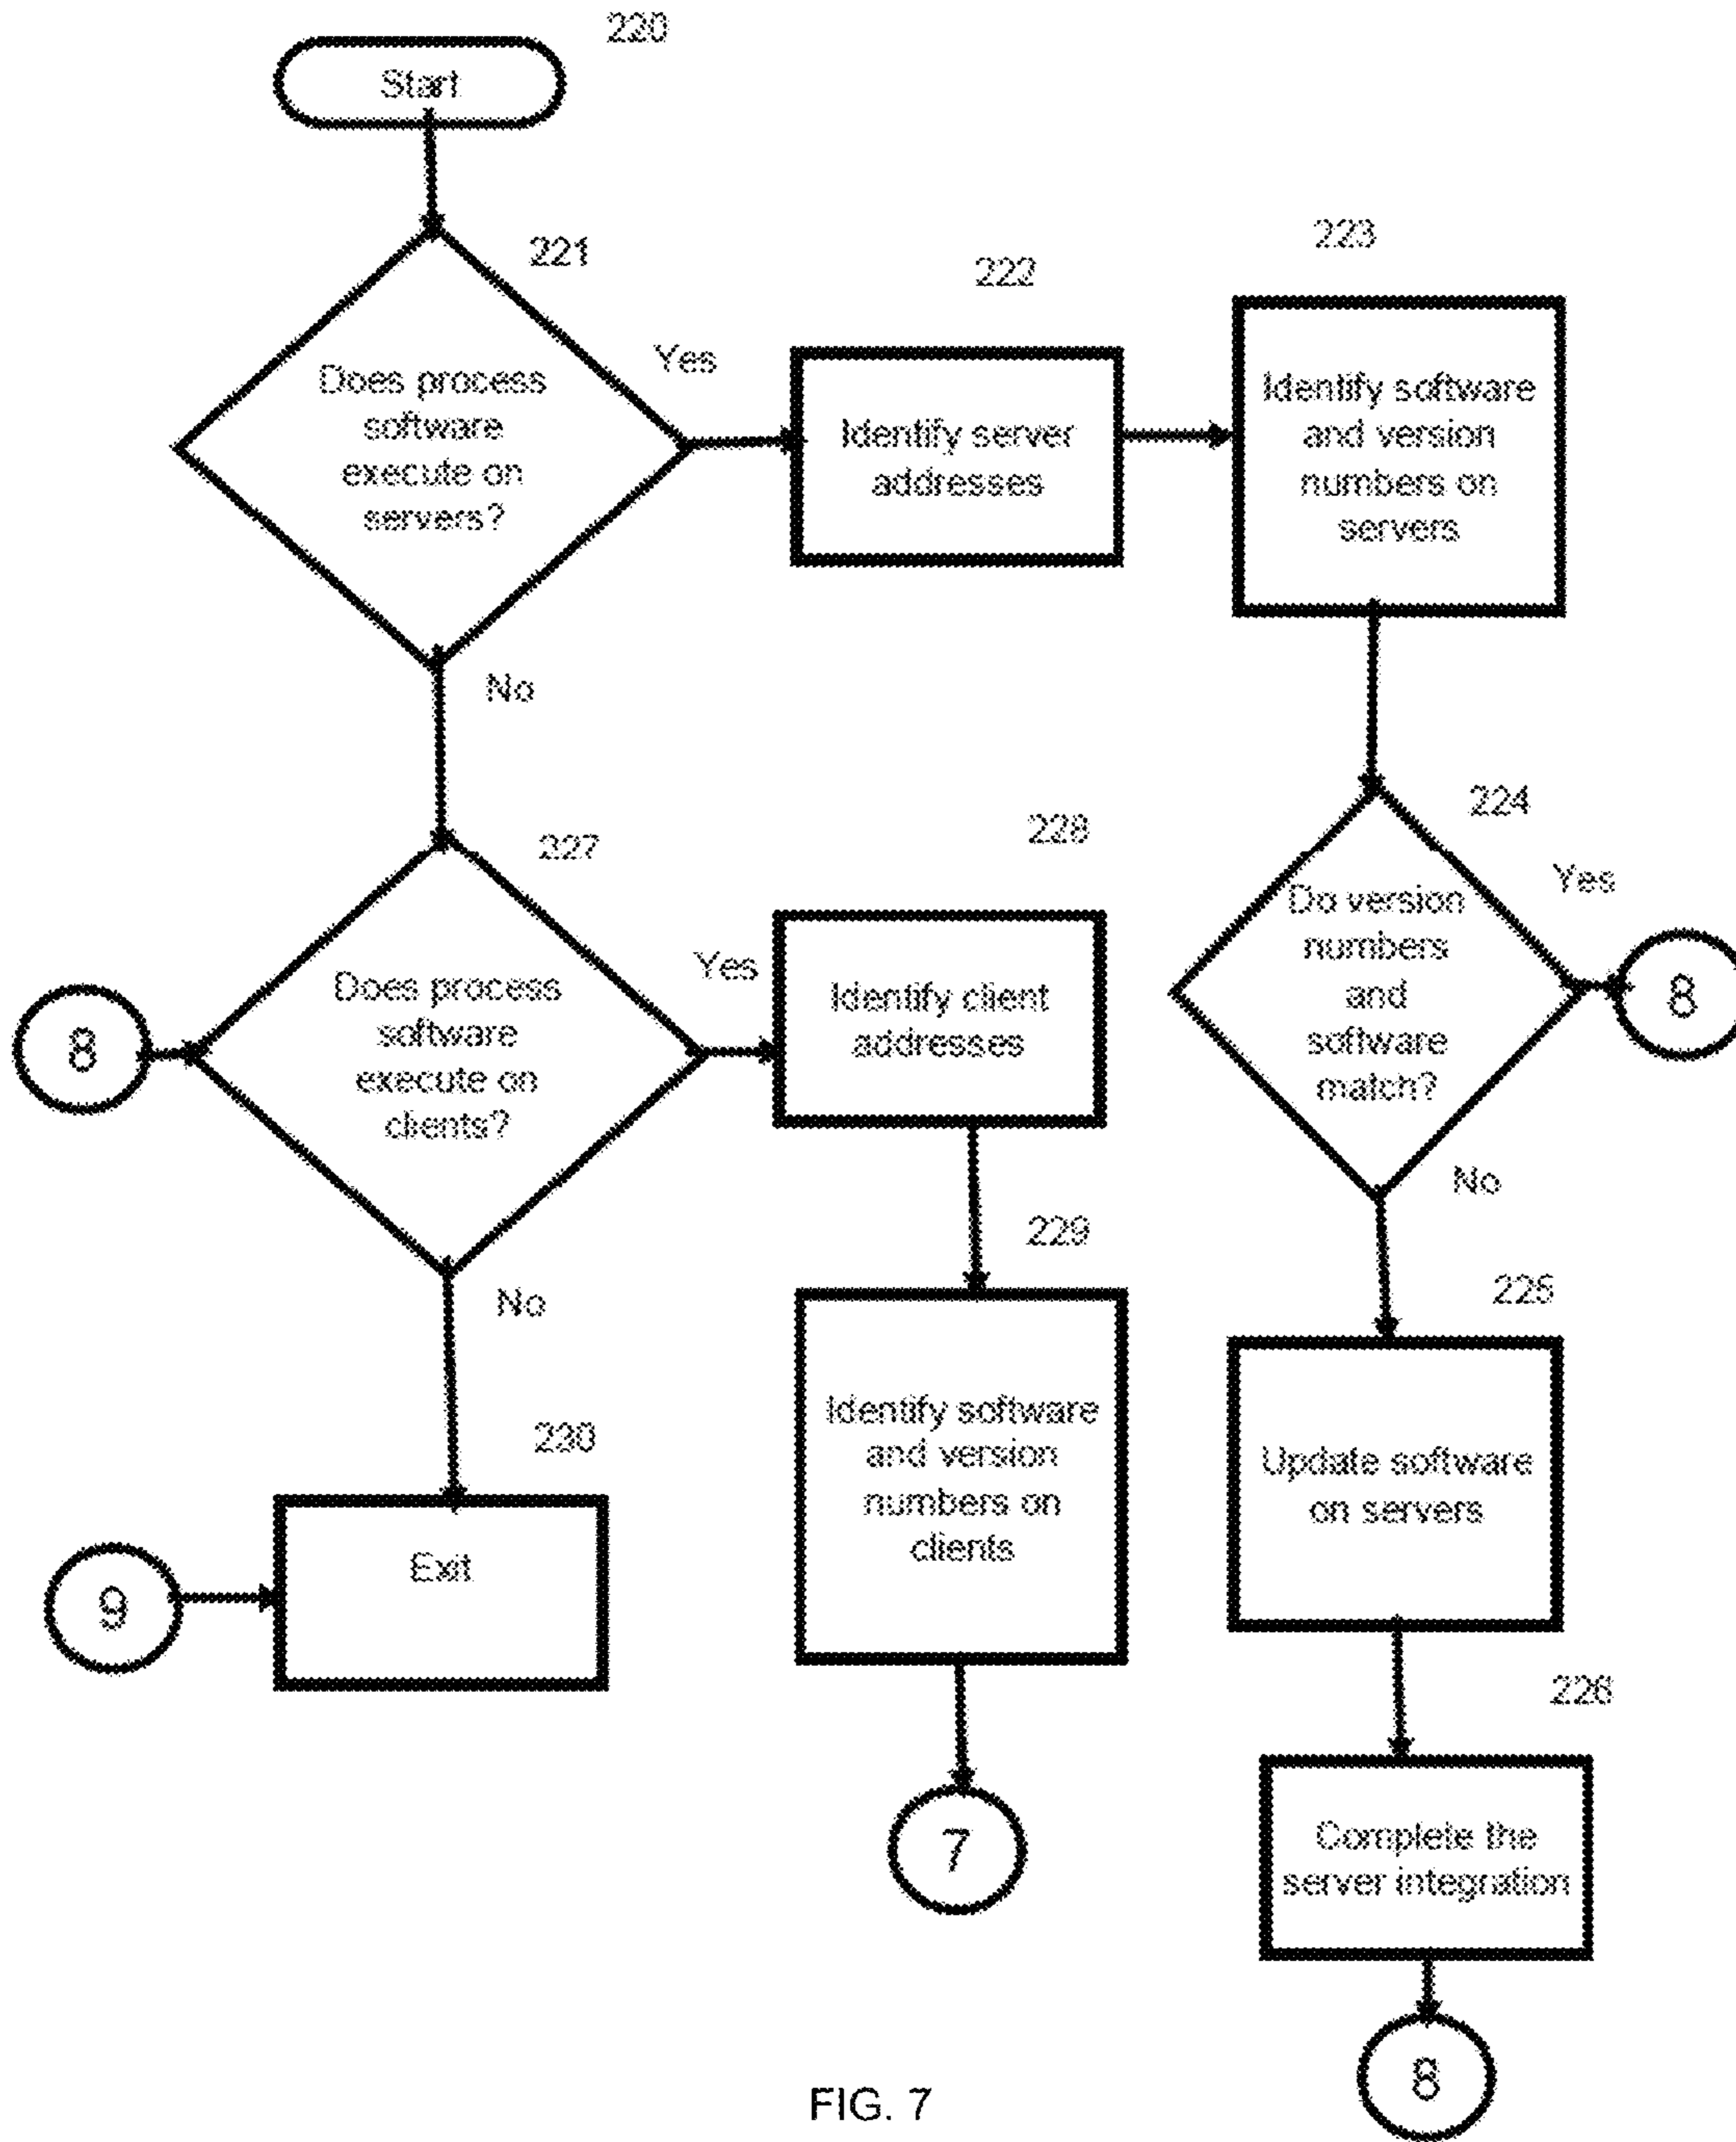 220
Start
221
Does process
software
execute on
servers?
Yes
No
222
Identify server
addresses
223
Identify software
and version
numbers on
servers
224
Do version
numbers
and
software
match?
Yes
8
No
225
Update software
on servers
226
Complete the
server integration
8
227
8
Does process
software
execute on
clients?
Yes
No
228
Identify client
addresses
229
Identify software
and version
numbers on
clients
7
230
9
Exit
FIG. 7